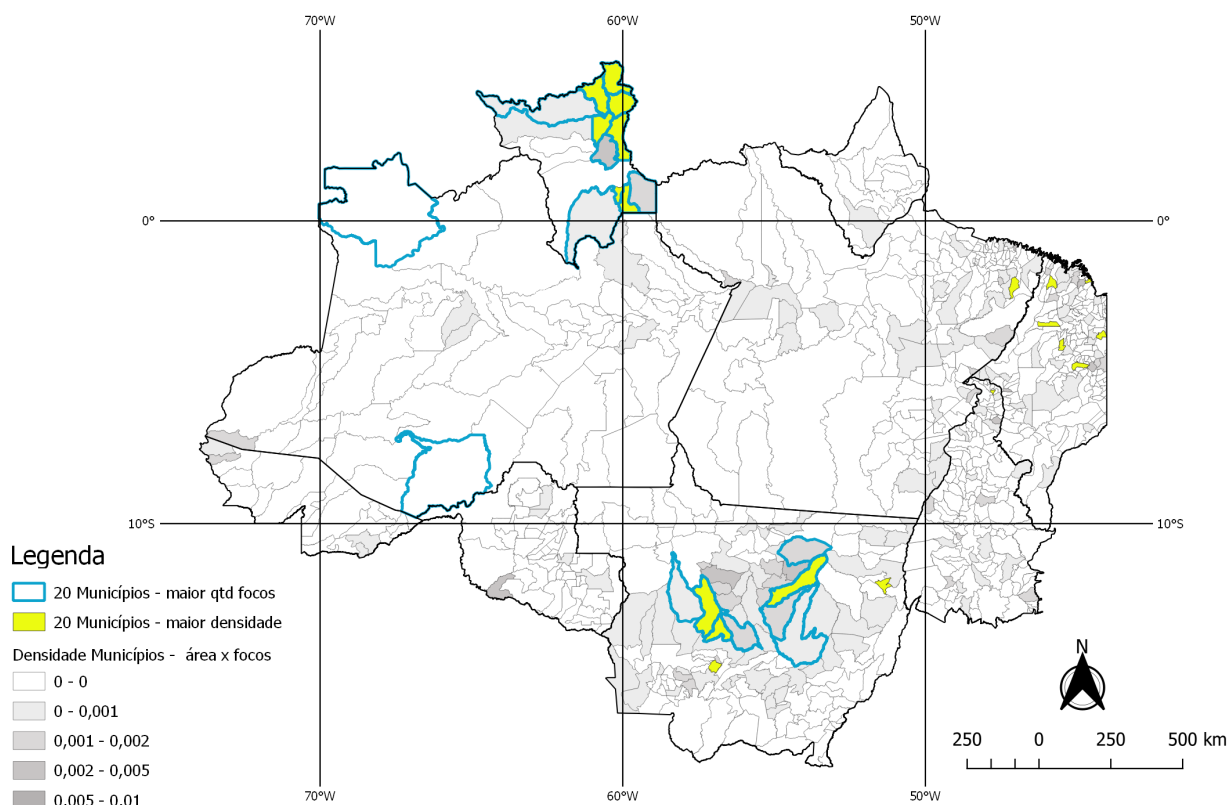 70°W 60°W 50°W
0° 0°
10°S 10°S
Legenda
20 Municípios - maior qtd focos
20 Municípios - maior densidade
Densidade Municípios - área x focos
0 - 0
0 - 0,001
0,001 - 0,002
0,002 - 0,005
0,005 - 0,01
N
250 0 250 500 km
70°W 60°W 50°W